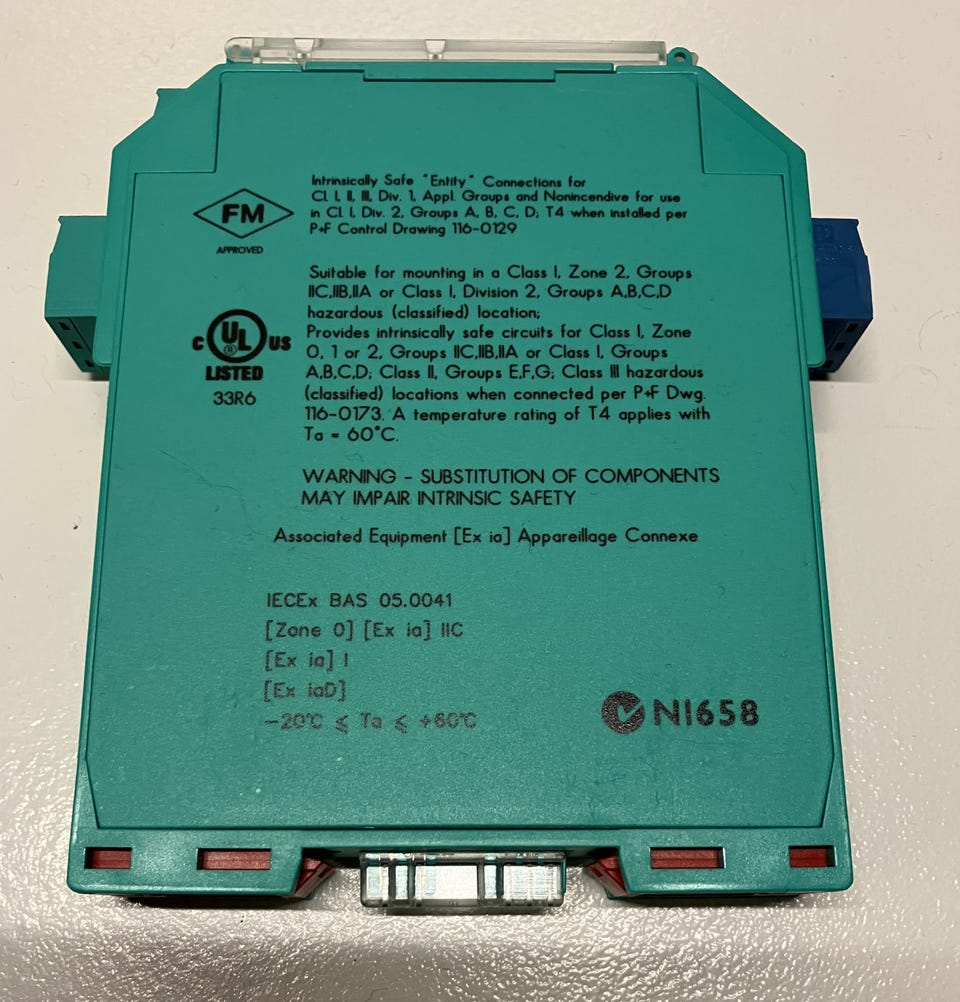 Intrinsically Safe "Entity" Connections for
Cl. I, II, III, Div. 1, Appl. Groups and Nonincendive for use
in Cl. I, Div. 2, Groups A, B, C, D; T4 when installed per
P+F Control Drawing 116-0129
FM
APPROVED
Suitable for mounting in a Class I, Zone 2, Groups
IIC,IIB,IIA or Class I, Division 2, Groups A,B,C,D
hazardous (classified) location;
Provides intrinsically safe circuits for Class I, Zone
0, 1 or 2, Groups IIC,IIB,IIA or Class I, Groups
A,B,C,D; Class II, Groups E,F,G; Class III hazardous
(classified) locations when connected per P+F Dwg.
116-0173. A temperature rating of T4 applies with
Ta = 60°C.
C UL US
®
LISTED
33R6
WARNING - SUBSTITUTION OF COMPONENTS
MAY IMPAIR INTRINSIC SAFETY
Associated Equipment [Ex ia] Appareillage Connexe
IECEx BAS 05.0041
[Zone 0] [Ex ia] IIC
[Ex ia] I
[Ex iaD]
-20°C ≤ Ta ≤ +60°C
N1658